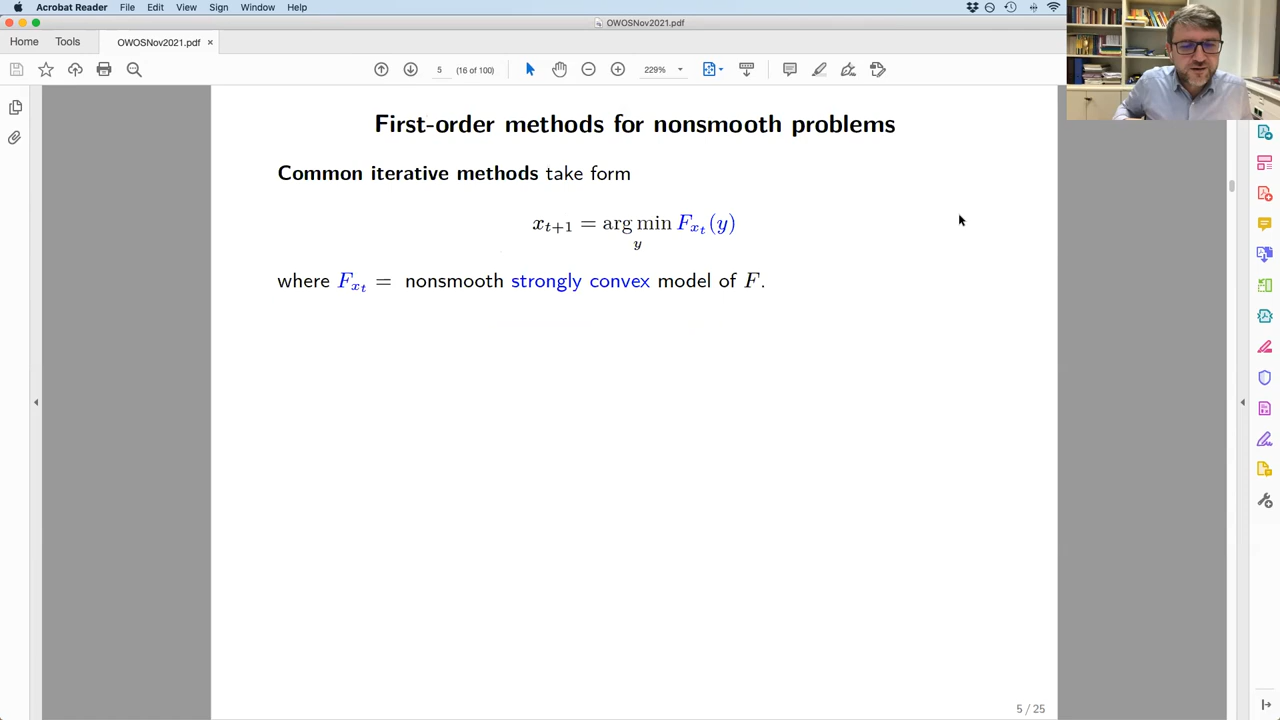 Acrobat Reader File Edit View Sign Window Help
OWOSNov2021.pdf
Home Tools OWOSNov2021.pdf ×
5 (16 of 100) 229%
First-order methods for nonsmooth problems
Common iterative methods take form
x_{t+1} = arg min_y F_{x_t}(y)
where F_{x_t} = nonsmooth strongly convex model of F.
5 / 25